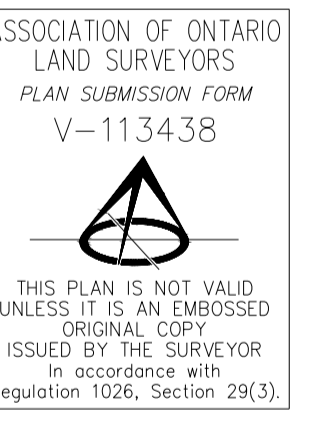 ASSOCIATION OF ONTARIO
LAND SURVEYORS
PLAN SUBMISSION FORM
V-113438
THIS PLAN IS NOT VALID
UNLESS IT IS AN EMBOSSED
ORIGINAL COPY
ISSUED BY THE SURVEYOR
In accordance with
egulation 1026, Section 29(3).